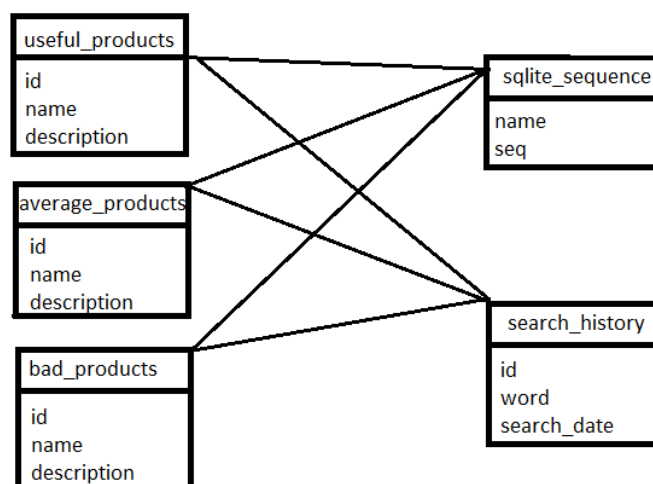 useful_products
id
name
description
average_products
id
name
description
bad_products
id
name
description
sqlite_sequence
name
seq
search_history
id
word
search_date